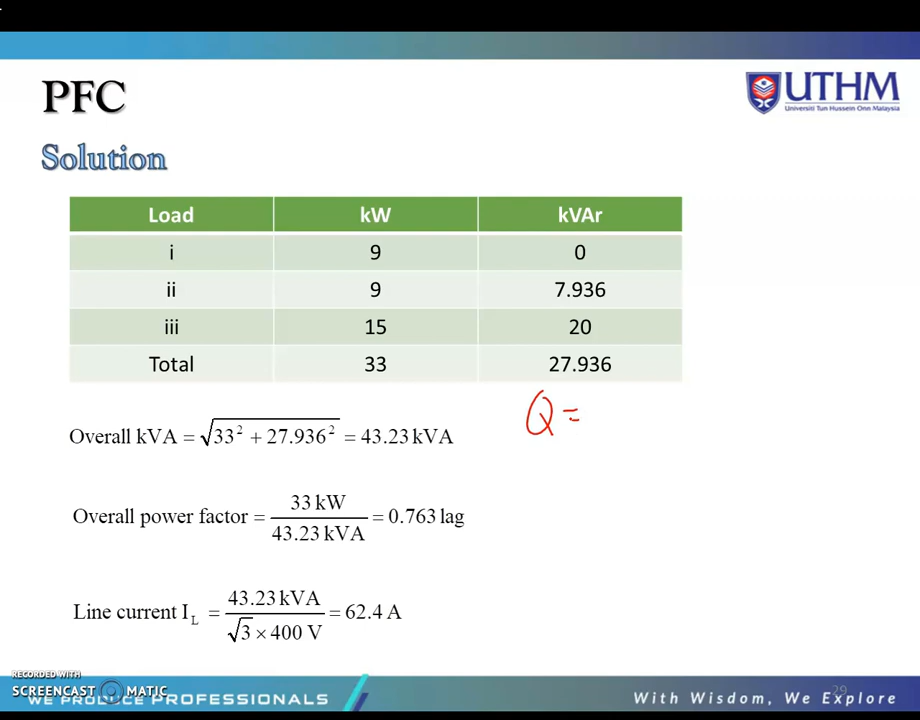 PFC
UTHM
Universiti Tun Hussein Onn Malaysia
Solution
Load kW kVAr
i 9 0
ii 9 7.936
iii 15 20
Total 33 27.936
Q =
Overall kVA = √33² + 27.936² = 43.23 kVA
Overall power factor = 33 kW / 43.23 kVA = 0.763 lag
Line current I_L = 43.23 kVA / √3 × 400 V = 62.4 A
RECORDED WITH
SCREENCAST MATIC
WE PRODUCE PROFESSIONALS
With Wisdom, We Explore
29